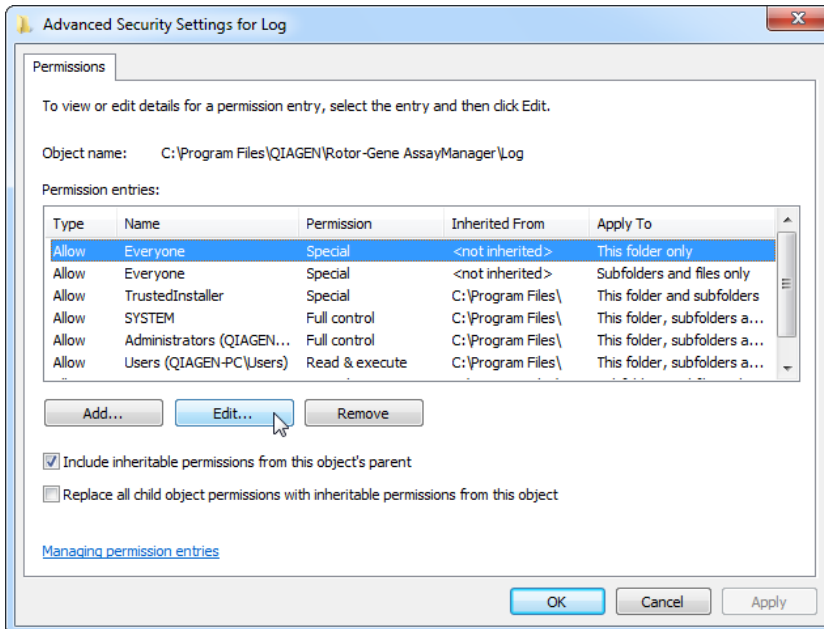 Advanced Security Settings for Log
Permissions
To view or edit details for a permission entry, select the entry and then click Edit.
Object name: C:\Program Files\QIAGEN\Rotor-Gene AssayManager\Log
Permission entries:
Type Name Permission Inherited From Apply To
Allow Everyone Special <not inherited> This folder only
Allow Everyone Special <not inherited> Subfolders and files only
Allow TrustedInstaller Special C:\Program Files\ This folder and subfolders
Allow SYSTEM Full control C:\Program Files\ This folder, subfolders a...
Allow Administrators (QIAGEN... Full control C:\Program Files\ This folder, subfolders a...
Allow Users (QIAGEN-PC\Users) Read & execute C:\Program Files\ This folder, subfolders a...
Add... Edit... Remove
Include inheritable permissions from this object's parent
Replace all child object permissions with inheritable permissions from this object
Managing permission entries
OK Cancel Apply